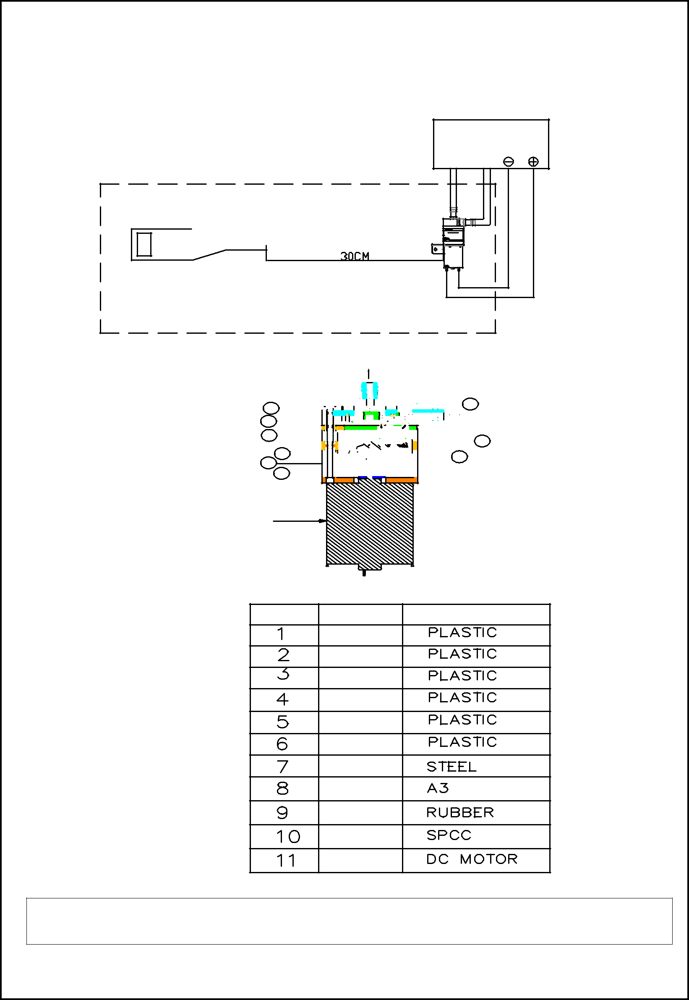 30CM
1 PLASTIC
2 PLASTIC
3 PLASTIC
4 PLASTIC
5 PLASTIC
6 PLASTIC
7 STEEL
8 A3
9 RUBBER
10 SPCC
11 DC MOTOR